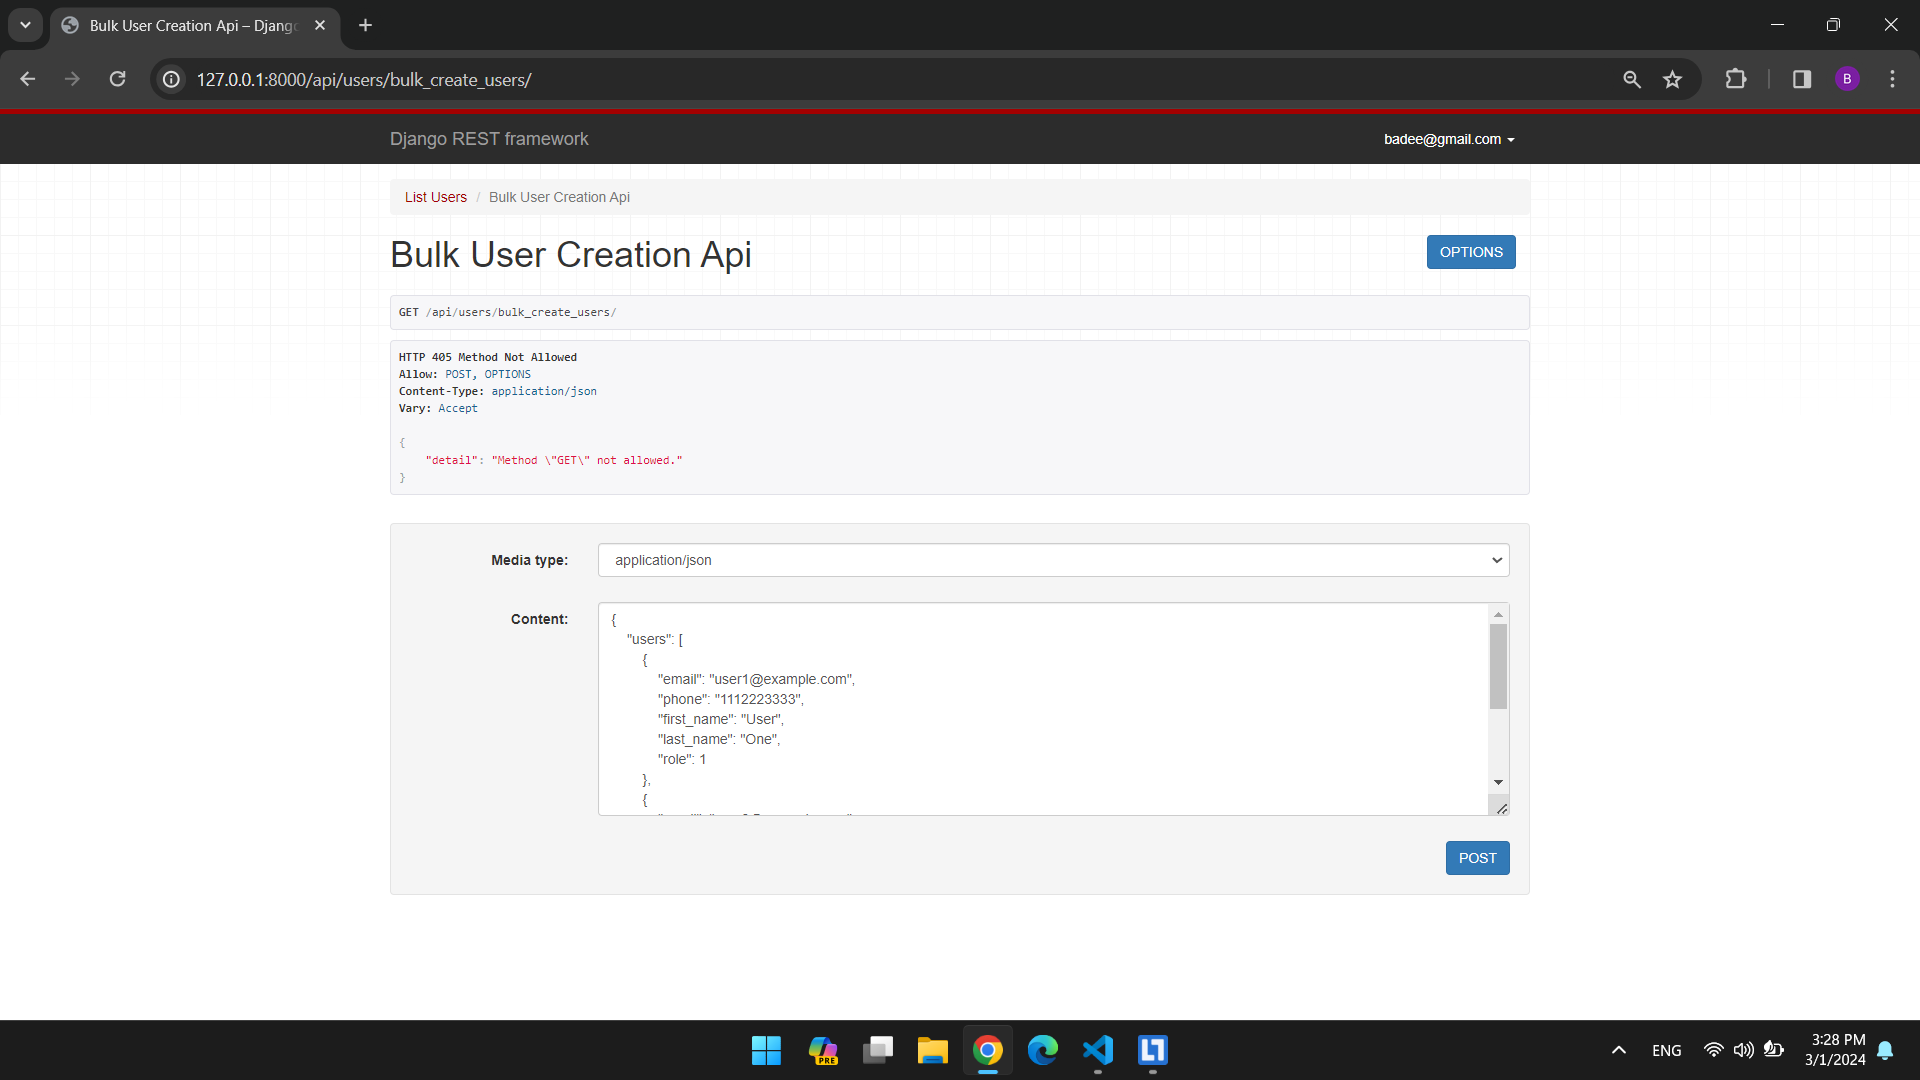 Bulk User Creation Api – Django
127.0.0.1:8000/api/users/bulk_create_users/
B
Django REST framework
badee@gmail.com
List Users / Bulk User Creation Api
Bulk User Creation Api
OPTIONS
GET /api/users/bulk_create_users/
HTTP 405 Method Not Allowed
Allow: POST, OPTIONS
Content-Type: application/json
Vary: Accept
{
"detail": "Method \"GET\" not allowed."
}
Media type:
application/json
Content:
{
"users": [
{
"email": "user1@example.com",
"phone": "1112223333",
"first_name": "User",
"last_name": "One",
"role": 1
},
{
POST
PRE
ENG
3:28 PM
3/1/2024